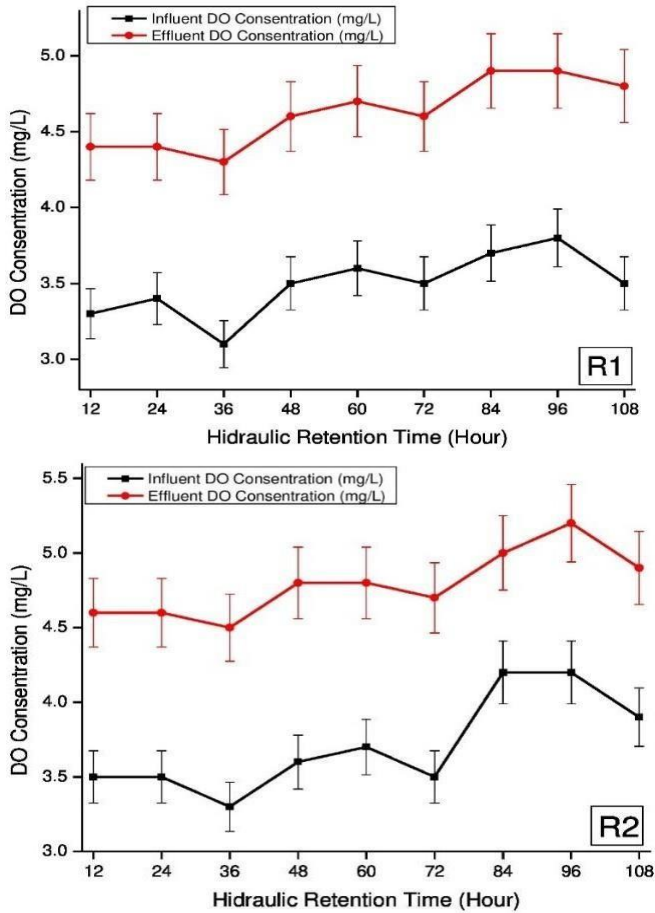 Influent DO Concentration (mg/L)
Effluent DO Concentration (mg/L)
5.0
4.5
4.0
3.5
3.0
DO Consentration (mg/L)
R1
12 24 36 48 60 72 84 96 108
Hidraulic Retention Time (Hour)
Influent DO Consentration (mg/L)
Effluent DO Consentration (mg/L)
5.5
5.0
4.5
4.0
3.5
3.0
DO Consentration (mg/L)
R2
12 24 36 48 60 72 84 96 108
Hidraulic Retention Time (Hour)